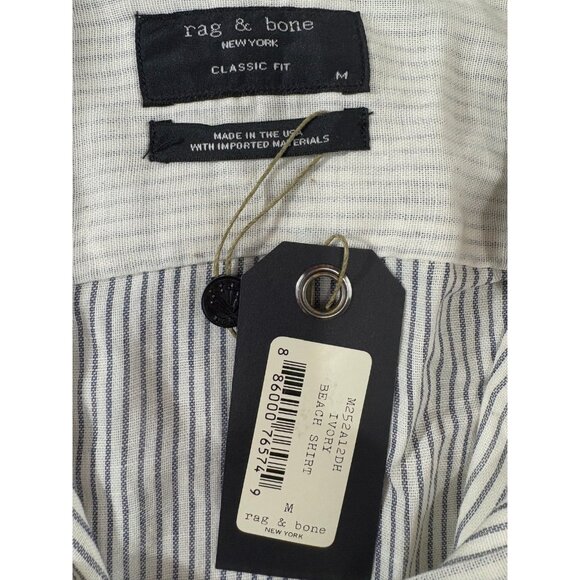 rag & bone
NEW YORK
CLASSIC FIT
M
MADE IN THE USA
WITH IMPORTED MATERIALS
M252A12DH
IVORY
BEACH SHIRT
8 86000 76574 9
M
rag & bone
NEW YORK